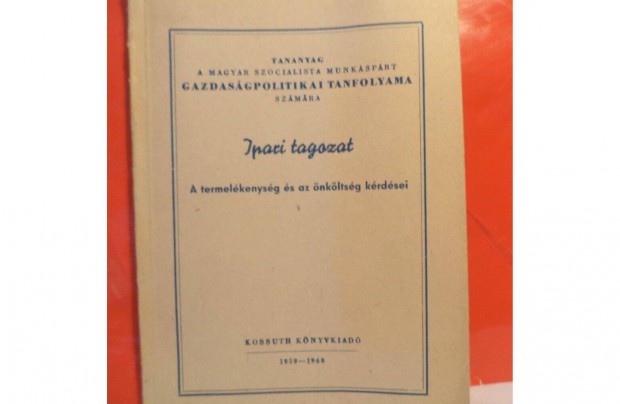 TANANYAG
A MAGYAR SZOCIALISTA MUNKÁSPÁRT
GAZDASÁGPOLITIKAI TANFOLYAMA
SZÁMÁRA
Ipari tagozat
A termelékenység és az önköltség kérdései
KOSSUTH KÖNYVKIADÓ
1959—1960